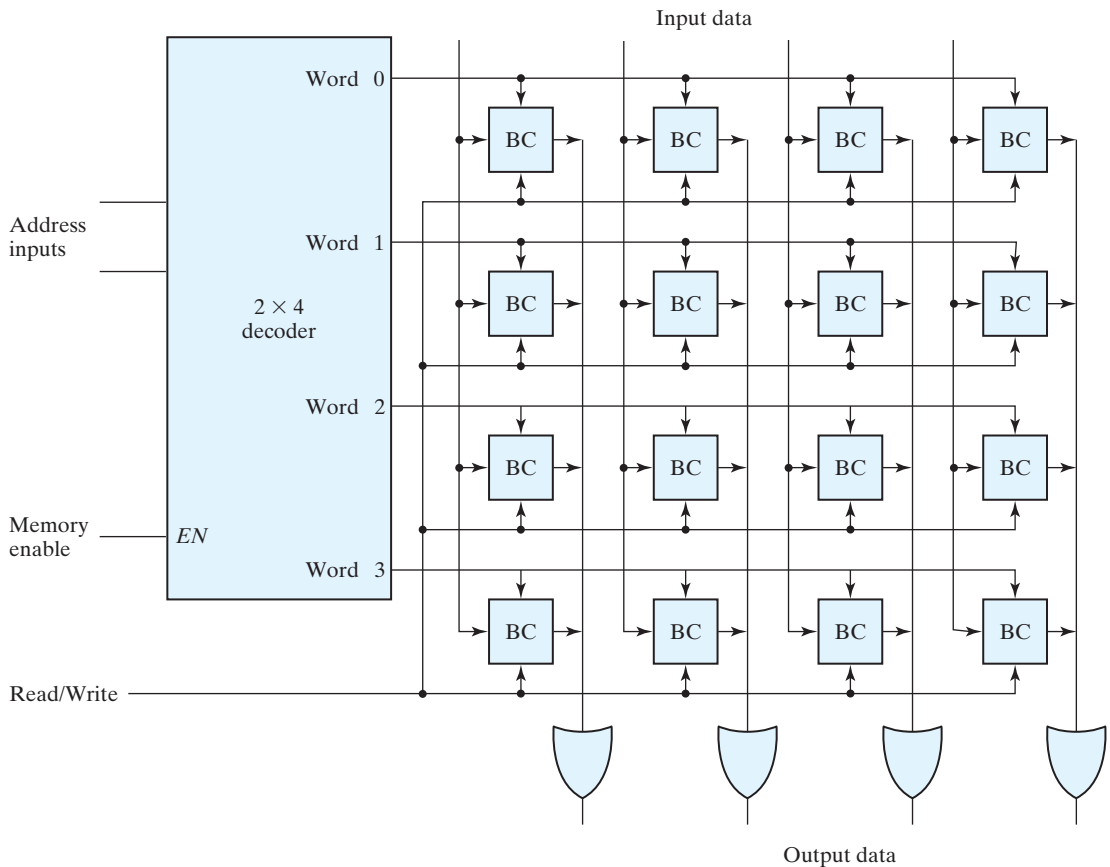 Input data
Word 0
BC BC BC BC
Address
inputs
Word 1
2 × 4
decoder
BC BC BC BC
Word 2
BC BC BC BC
Memory
enable
EN
Word 3
BC BC BC BC
Read/Write
Output data